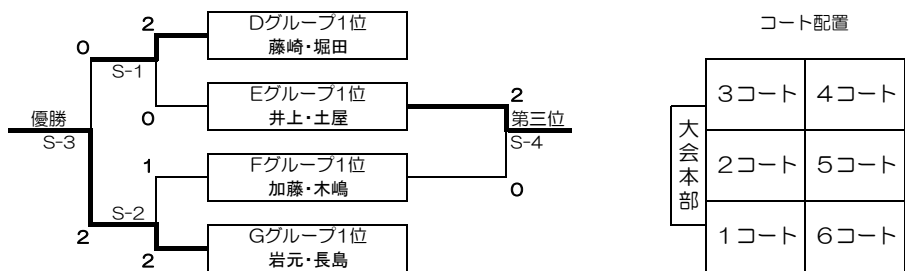 2
Dグループ1位
藤崎・堀田
コート配置
0
S-1
Eグループ1位
井上・土屋
0
2
優勝
第三位
S-3
S-4
1
Fグループ1位
加藤・木嶋
0
S-2
2
Gグループ1位
岩元・長島
2
3コート 4コート
大会本部
2コート 5コート
1コート 6コート